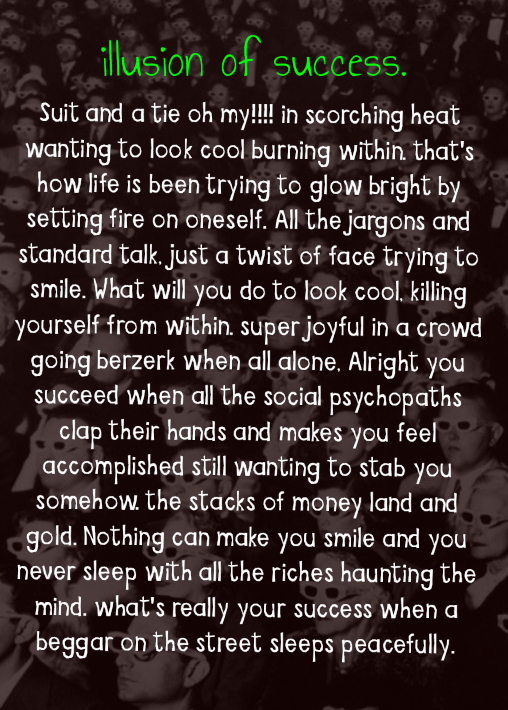 illusion of success.
Suit and a tie oh my!!!! in scorching heat
wanting to look cool burning within. that's
how life is been trying to glow bright by
setting fire on oneself. All the jargons and
standard talk, just a twist of face trying to
smile. What will you do to look cool, killing
yourself from within. super joyful in a crowd
going berzerk when all alone, Alright you
succeed when all the social psychopaths
clap their hands and makes you feel
accomplished still wanting to stab you
somehow. the stacks of money land and
gold. Nothing can make you smile and you
never sleep with all the riches haunting the
mind. what's really your success when a
beggar on the street sleeps peacefully.